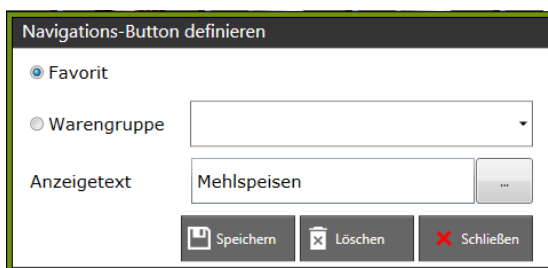 Navigations-Button definieren
Favorit
Warengruppe
Anzeigetext Mehlspeisen ...
Speichern Löschen Schließen